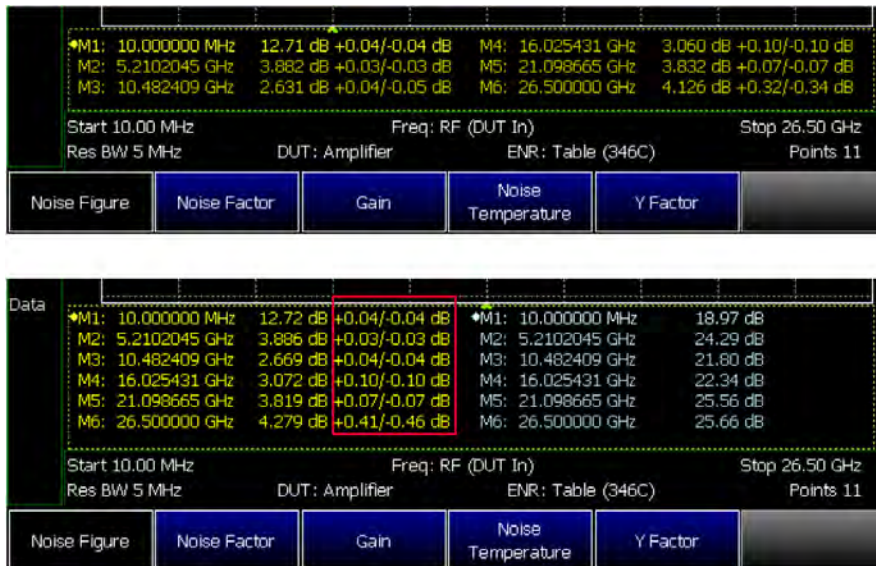 ◆M1: 10.000000 MHz 12.71 dB +0.04/-0.04 dB M4: 16.025431 GHz 3.060 dB +0.10/-0.10 dB
M2: 5.2102045 GHz 3.882 dB +0.03/-0.03 dB M5: 21.098665 GHz 3.832 dB +0.07/-0.07 dB
M3: 10.482409 GHz 2.631 dB +0.04/-0.05 dB M6: 26.500000 GHz 4.126 dB +0.32/-0.34 dB
Start 10.00 MHz Freq: RF (DUT In) Stop 26.50 GHz
Res BW 5 MHz DUT: Amplifier ENR: Table (346C) Points 11
Noise Figure Noise Factor Gain Noise Temperature Y Factor
Data
◆M1: 10.000000 MHz 12.72 dB +0.04/-0.04 dB ◆M1: 10.000000 MHz 18.97 dB
M2: 5.2102045 GHz 3.886 dB +0.03/-0.03 dB M2: 5.2102045 GHz 24.29 dB
M3: 10.482409 GHz 2.669 dB +0.04/-0.04 dB M3: 10.482409 GHz 21.80 dB
M4: 16.025431 GHz 3.072 dB +0.10/-0.10 dB M4: 16.025431 GHz 22.34 dB
M5: 21.098665 GHz 3.819 dB +0.07/-0.07 dB M5: 21.098665 GHz 25.56 dB
M6: 26.500000 GHz 4.279 dB +0.41/-0.46 dB M6: 26.500000 GHz 25.66 dB
Start 10.00 MHz Freq: RF (DUT In) Stop 26.50 GHz
Res BW 5 MHz DUT: Amplifier ENR: Table (346C) Points 11
Noise Figure Noise Factor Gain Noise Temperature Y Factor